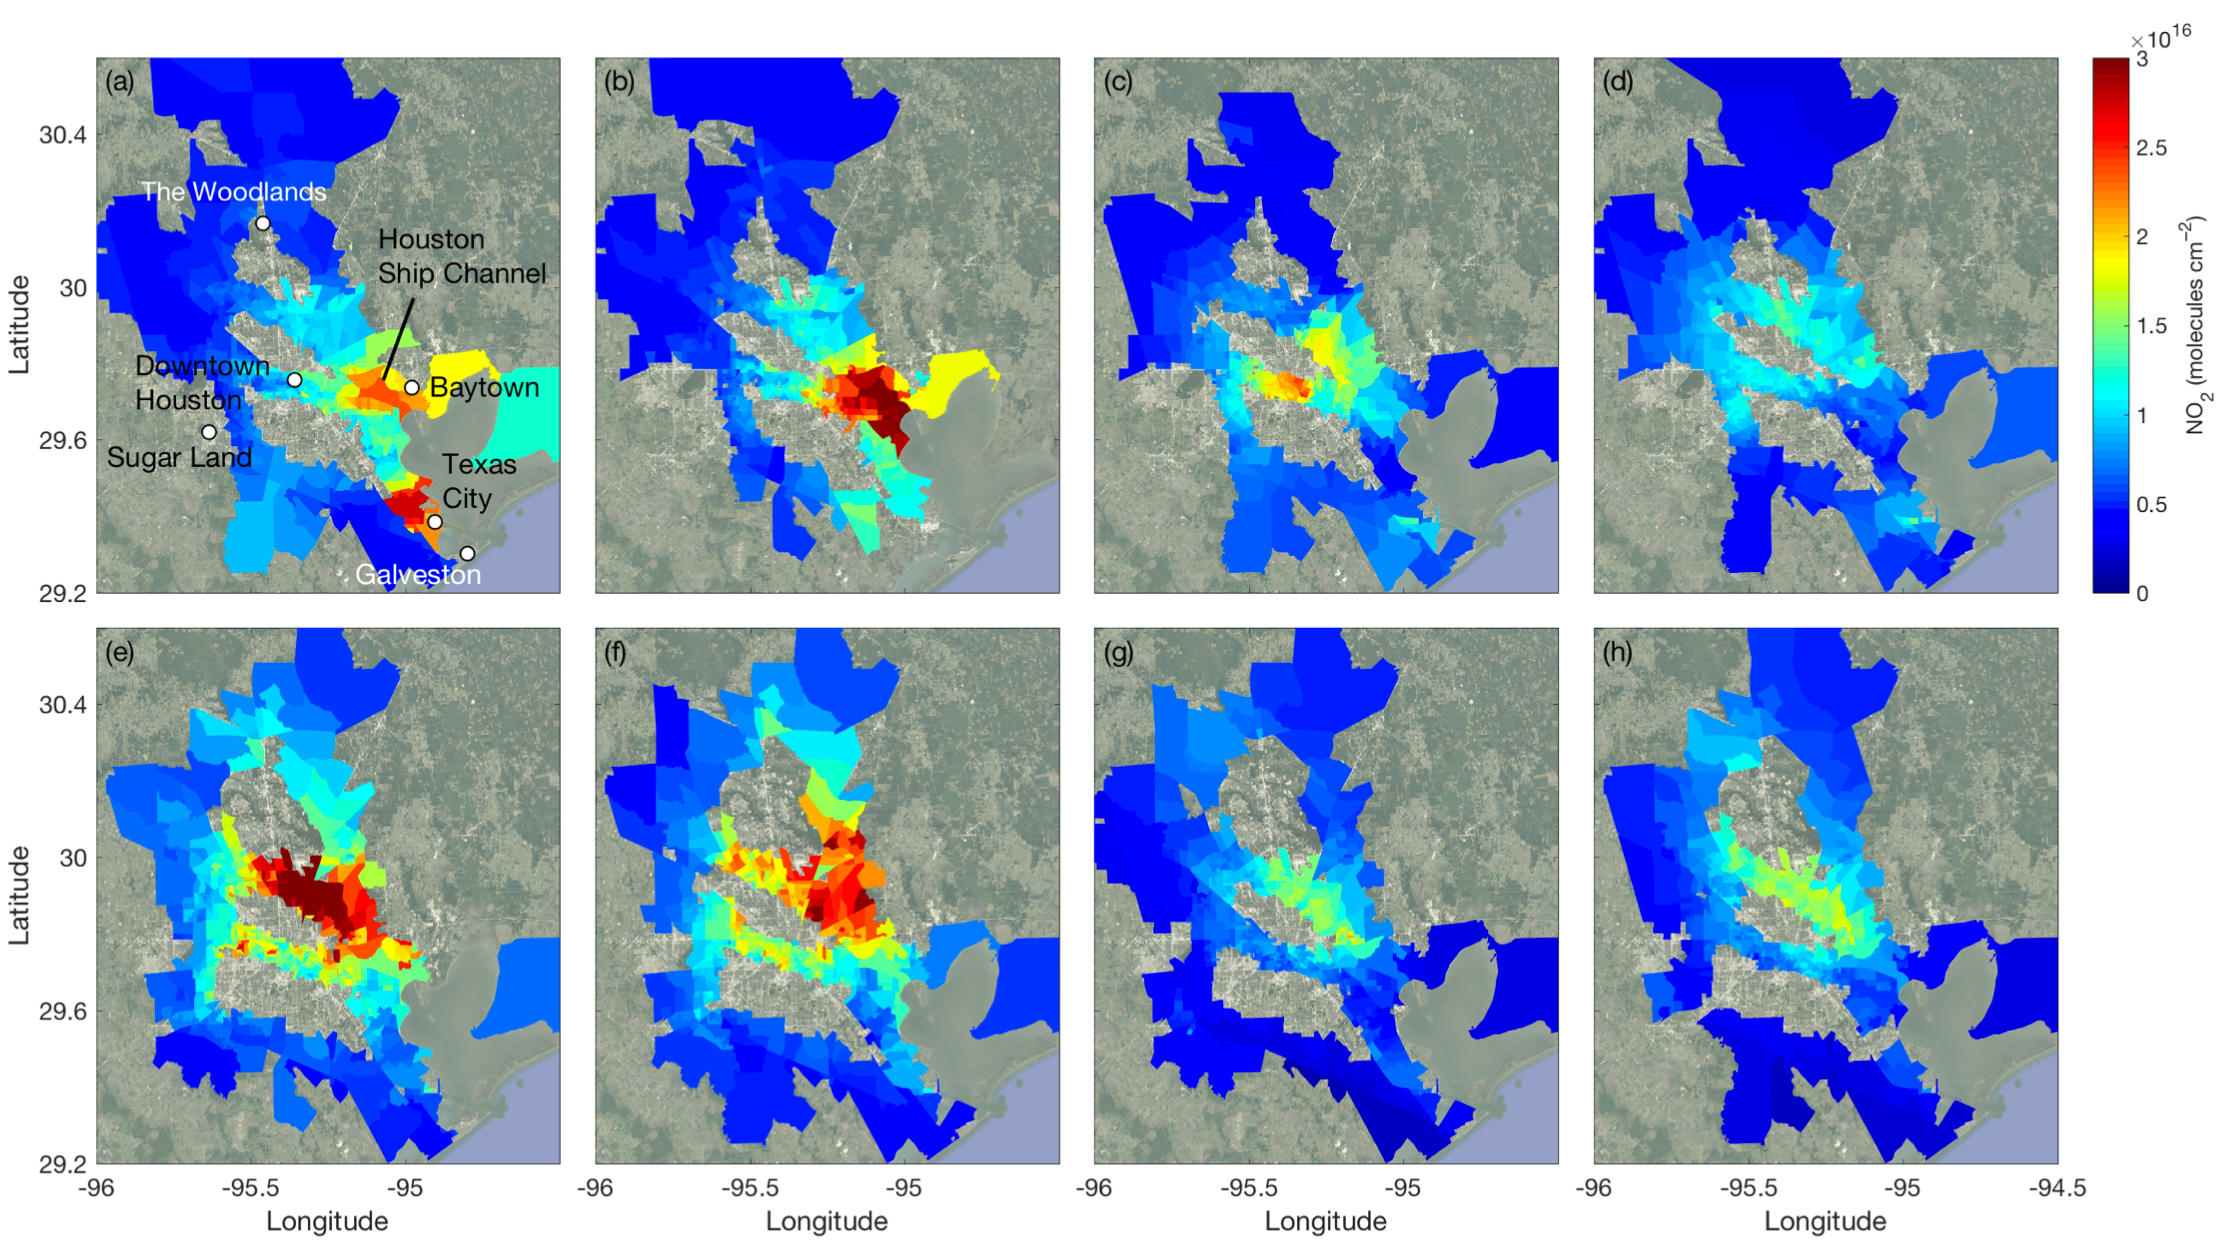 ×10¹⁶
(a)
(b)
(c)
(d)
3
30.4
2.5
The Woodlands
Houston
Ship Channel
2
30
Latitude
1.5
Downtown
Houston
Baytown
1
29.6
Sugar Land
Texas
City
0.5
Galveston
29.2
0
NO₂ (molecules cm⁻²)
(e)
(f)
(g)
(h)
30.4
30
Latitude
29.6
29.2
-96
-95.5
-95
-96
-95.5
-95
-96
-95.5
-95
-96
-95.5
-95
-94.5
Longitude
Longitude
Longitude
Longitude